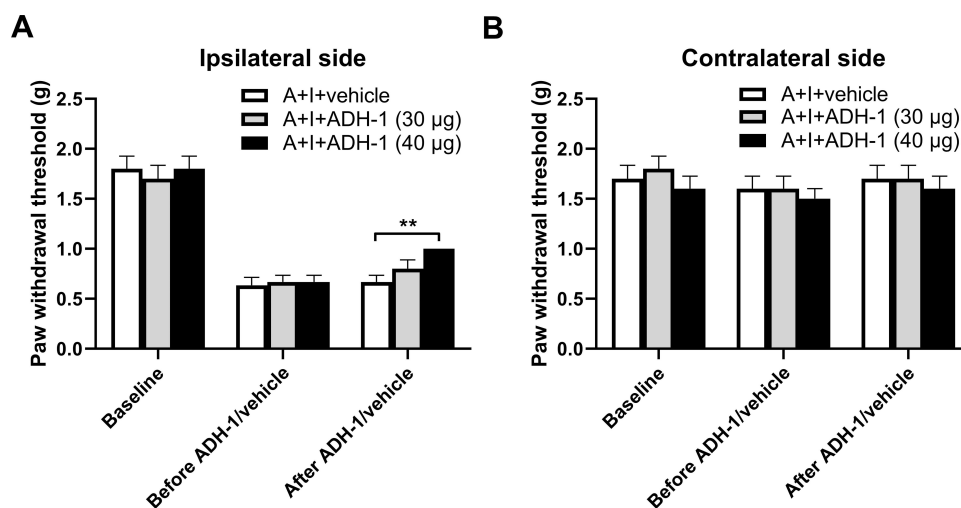 A
Ipsilateral side
Paw withdrawal threshold (g)
2.5
2.0
1.5
1.0
0.5
0.0
A+I+vehicle
A+I+ADH-1 (30 µg)
A+I+ADH-1 (40 µg)
**
Baseline
Before ADH-1/vehicle
After ADH-1/vehicle
B
Contralateral side
Paw withdrawal threshold (g)
2.5
2.0
1.5
1.0
0.5
0.0
A+I+vehicle
A+I+ADH-1 (30 µg)
A+I+ADH-1 (40 µg)
Baseline
Before ADH-1/vehicle
After ADH-1/vehicle